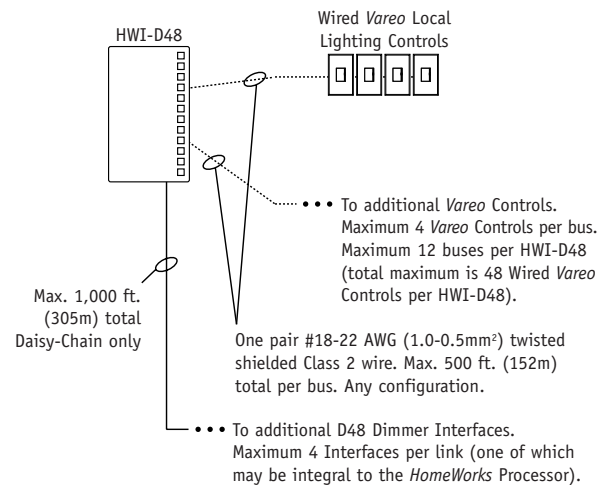 Wired Vareo Local
Lighting Controls
HWI-D48
••• To additional Vareo Controls.
Maximum 4 Vareo Controls per bus.
Maximum 12 buses per HWI-D48
(total maximum is 48 Wired Vareo
Controls per HWI-D48).
Max. 1,000 ft.
(305m) total
Daisy-Chain only
One pair #18-22 AWG (1.0-0.5mm²) twisted
shielded Class 2 wire. Max. 500 ft. (152m)
total per bus. Any configuration.
••• To additional D48 Dimmer Interfaces.
Maximum 4 Interfaces per link (one of which
may be integral to the HomeWorks Processor).